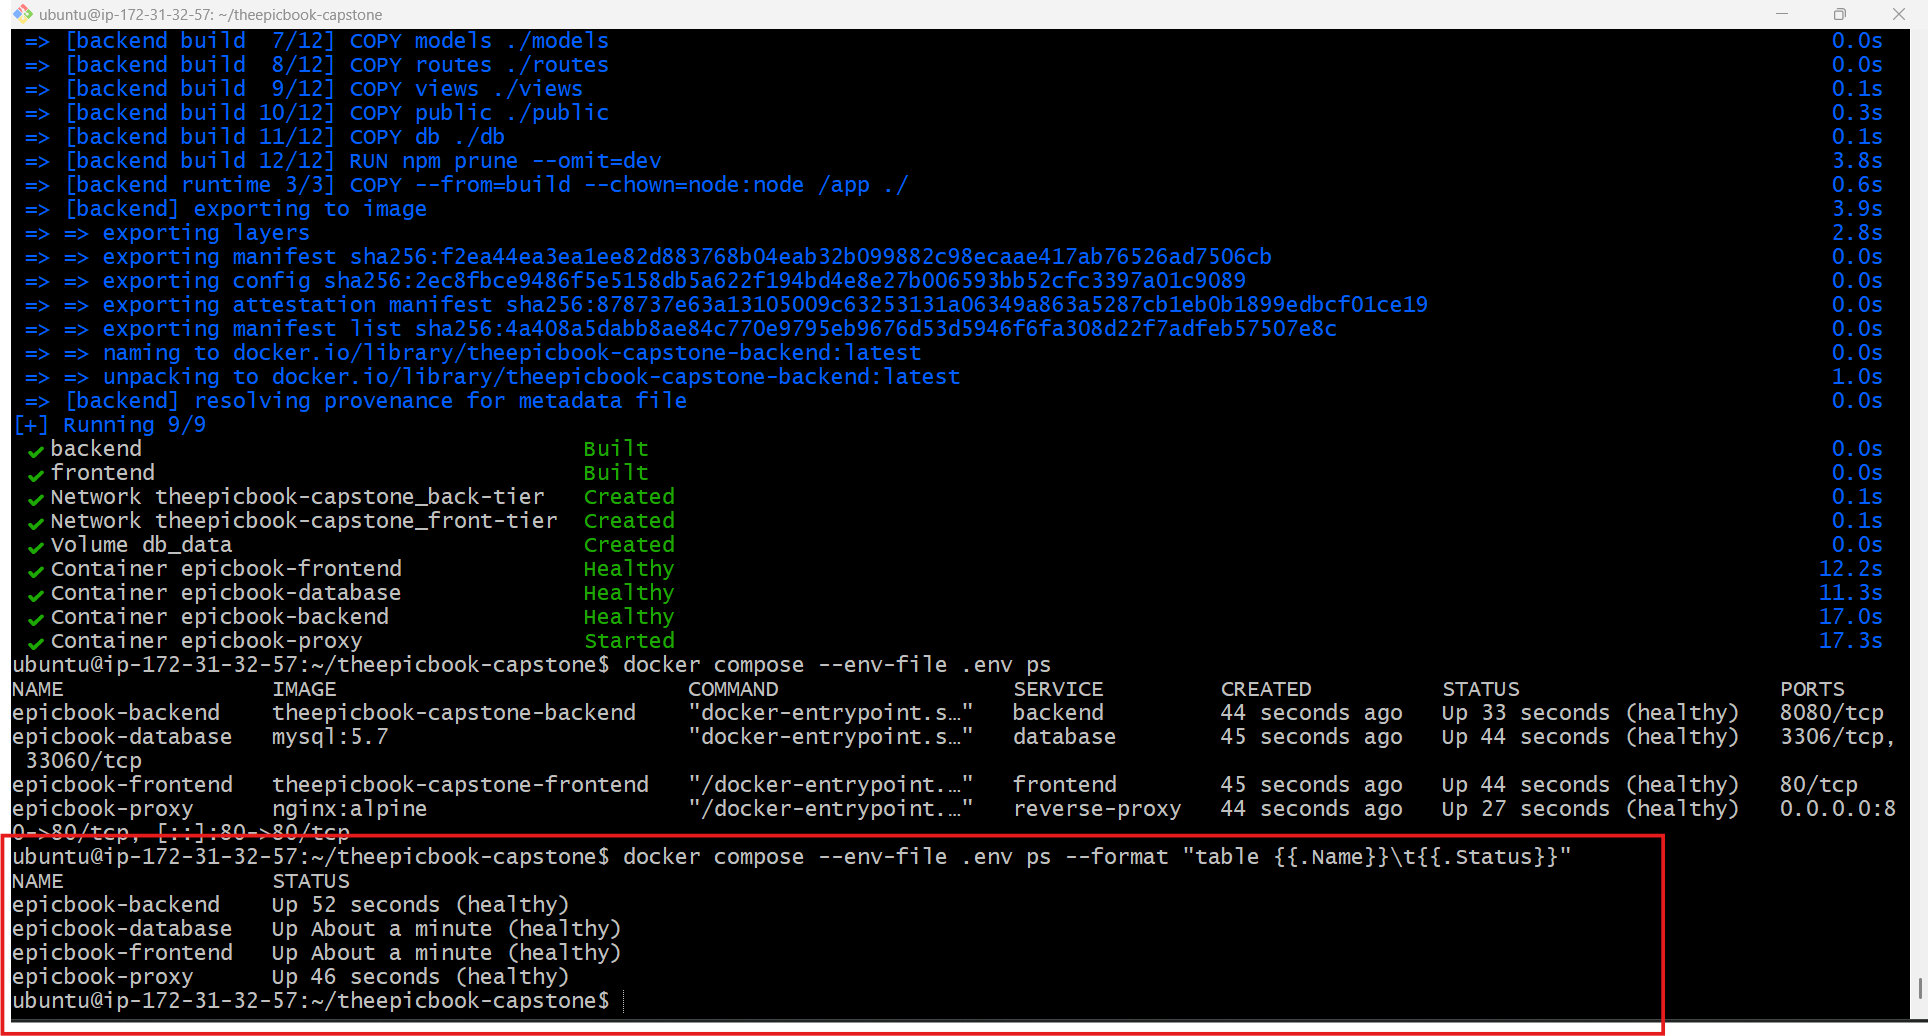 ubuntu@ip-172-31-32-57: ~/theepicbook-capstone
=> [backend build  7/12] COPY models ./models 0.0s
=> [backend build  8/12] COPY routes ./routes 0.0s
=> [backend build  9/12] COPY views ./views 0.1s
=> [backend build 10/12] COPY public ./public 0.3s
=> [backend build 11/12] COPY db ./db 0.1s
=> [backend build 12/12] RUN npm prune --omit=dev 3.8s
=> [backend runtime 3/3] COPY --from=build --chown=node:node /app ./ 0.6s
=> [backend] exporting to image 3.9s
=> => exporting layers 2.8s
=> => exporting manifest sha256:f2ea44ea3ea1ee82d883768b04eab32b099882c98ecaae417ab76526ad7506cb 0.0s
=> => exporting config sha256:2ec8fbce9486f5e5158db5a622f194bd4e8e27b006593bb52cfc3397a01c9089 0.0s
=> => exporting attestation manifest sha256:878737e63a13105009c63253131a06349a863a5287cb1eb0b1899edbcf01ce19 0.0s
=> => exporting manifest list sha256:4a408a5dabb8ae84c770e9795eb9676d53d5946f6fa308d22f7adfeb57507e8c 0.0s
=> => naming to docker.io/library/theepicbook-capstone-backend:latest 0.0s
=> => unpacking to docker.io/library/theepicbook-capstone-backend:latest 1.0s
=> [backend] resolving provenance for metadata file 0.0s
[+] Running 9/9
✔ backend Built 0.0s
✔ frontend Built 0.0s
✔ Network theepicbook-capstone_back-tier Created 0.1s
✔ Network theepicbook-capstone_front-tier Created 0.1s
✔ Volume db_data Created 0.0s
✔ Container epicbook-frontend Healthy 12.2s
✔ Container epicbook-database Healthy 11.3s
✔ Container epicbook-backend Healthy 17.0s
✔ Container epicbook-proxy Started 17.3s
ubuntu@ip-172-31-32-57:~/theepicbook-capstone$ docker compose --env-file .env ps
NAME IMAGE COMMAND SERVICE CREATED STATUS PORTS
epicbook-backend theepicbook-capstone-backend "docker-entrypoint.s…" backend 44 seconds ago Up 33 seconds (healthy) 8080/tcp
epicbook-database mysql:5.7 "docker-entrypoint.s…" database 45 seconds ago Up 44 seconds (healthy) 3306/tcp,
33060/tcp
epicbook-frontend theepicbook-capstone-frontend "/docker-entrypoint.…" frontend 45 seconds ago Up 44 seconds (healthy) 80/tcp
epicbook-proxy nginx:alpine "/docker-entrypoint.…" reverse-proxy 44 seconds ago Up 27 seconds (healthy) 0.0.0.0:8
0->80/tcp, [::]:80->80/tcp
ubuntu@ip-172-31-32-57:~/theepicbook-capstone$ docker compose --env-file .env ps --format "table {{.Name}}\t{{.Status}}"
NAME STATUS
epicbook-backend Up 52 seconds (healthy)
epicbook-database Up About a minute (healthy)
epicbook-frontend Up About a minute (healthy)
epicbook-proxy Up 46 seconds (healthy)
ubuntu@ip-172-31-32-57:~/theepicbook-capstone$